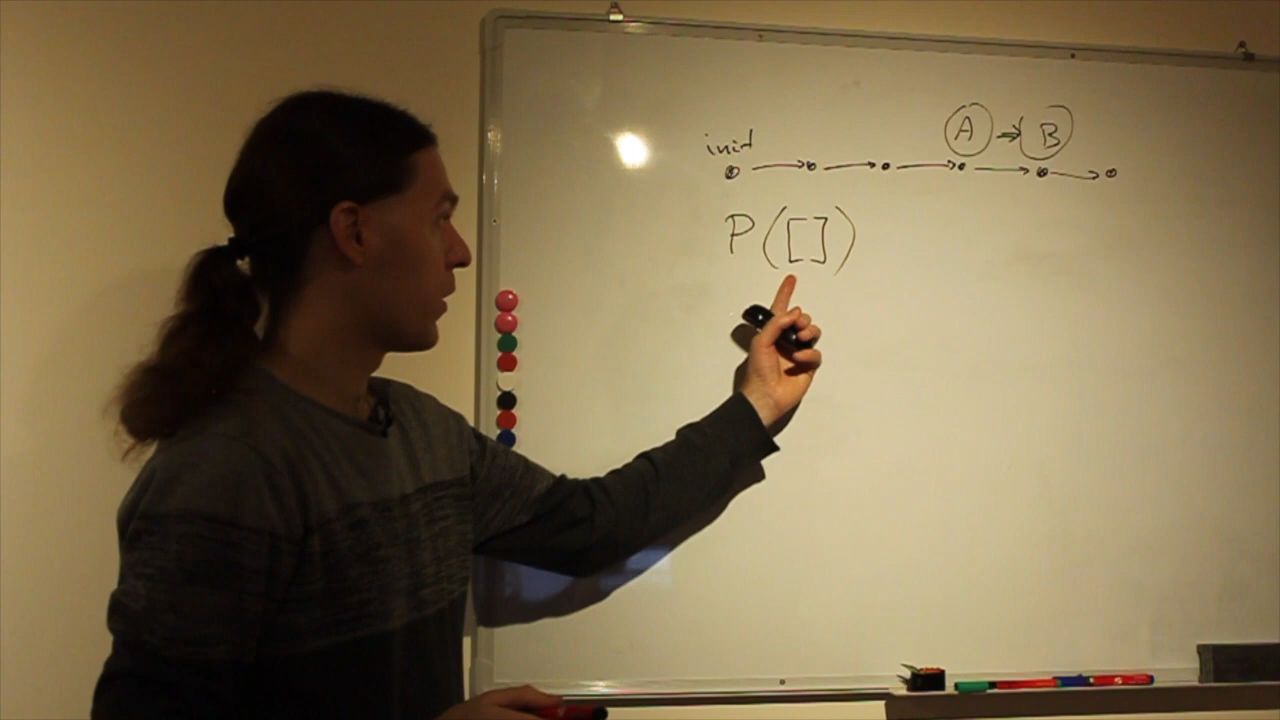 A → B
init
P([])